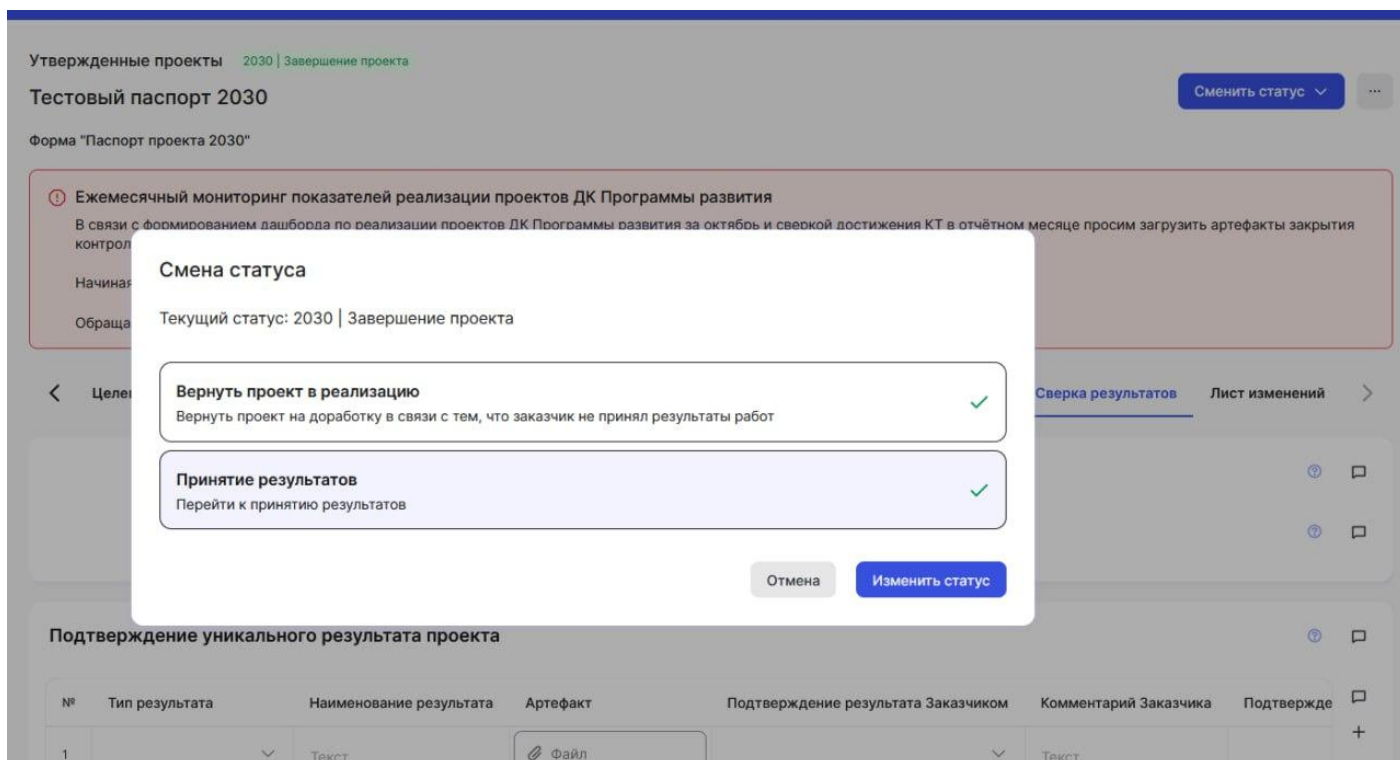 Утвержденные проекты 2030 | Завершение проекта
Тестовый паспорт 2030
Сменить статус
...
Форма "Паспорт проекта 2030"
Ежемесячный мониторинг показателей реализации проектов ДК Программы развития
В связи с формированием дашборда по реализации проектов ДК Программы развития за октябрь и сверкой достижения КТ в отчётном месяце просим загрузить артефакты закрытия
контрол
Начиная
Обраща
Смена статуса
Текущий статус: 2030 | Завершение проекта
Целе
Сверка результатов Лист изменений
Вернуть проект в реализацию
Вернуть проект на доработку в связи с тем, что заказчик не принял результаты работ
Принятие результатов
Перейти к принятию результатов
Отмена Изменить статус
Подтверждение уникального результата проекта
№ Тип результата Наименование результата Артефакт Подтверждение результата Заказчиком Комментарий Заказчика Подтвержде
1 Текст Файл Текст